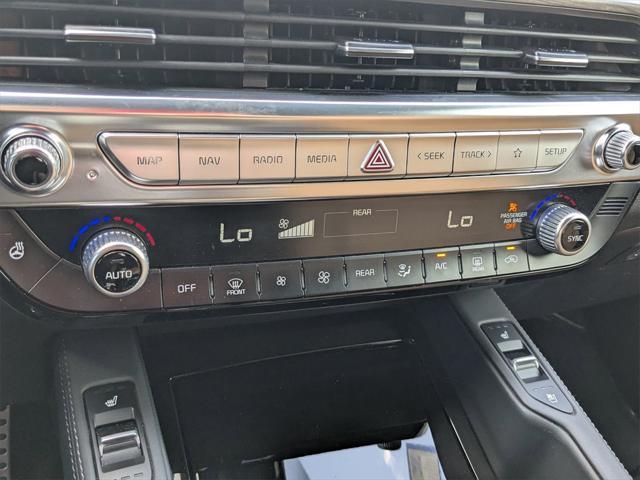 MAP NAV RADIO MEDIA < SEEK TRACK > SETUP
REAR
Lo Lo
PASSENGER
AIR BAG
OFF
AUTO SYNC
OFF FRONT REAR A/C REAR